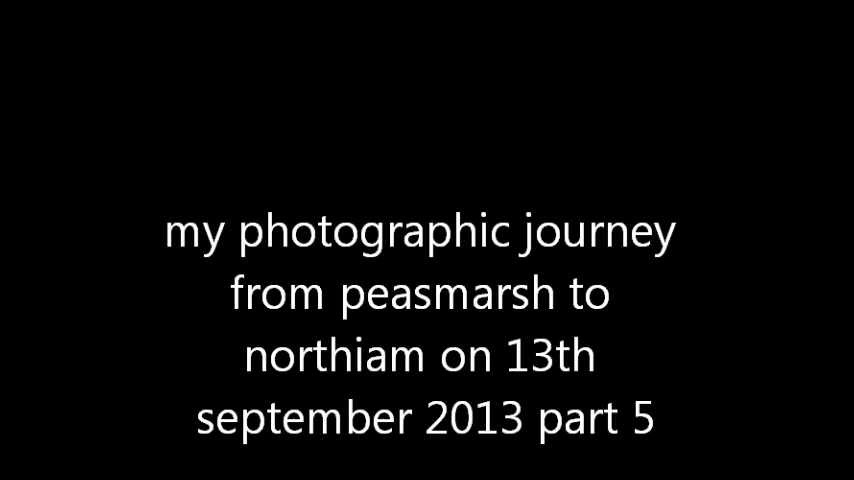 my photographic journey
from peasmarsh to
northiam on 13th
september 2013 part 5